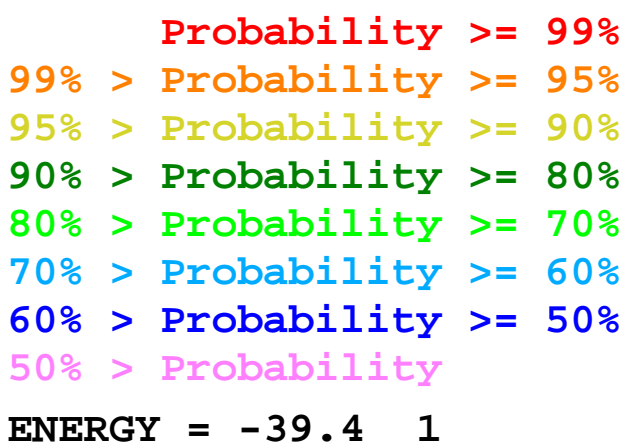 Probability >= 99%
99% > Probability >= 95%
95% > Probability >= 90%
90% > Probability >= 80%
80% > Probability >= 70%
70% > Probability >= 60%
60% > Probability >= 50%
50% > Probability
ENERGY = -39.4  1